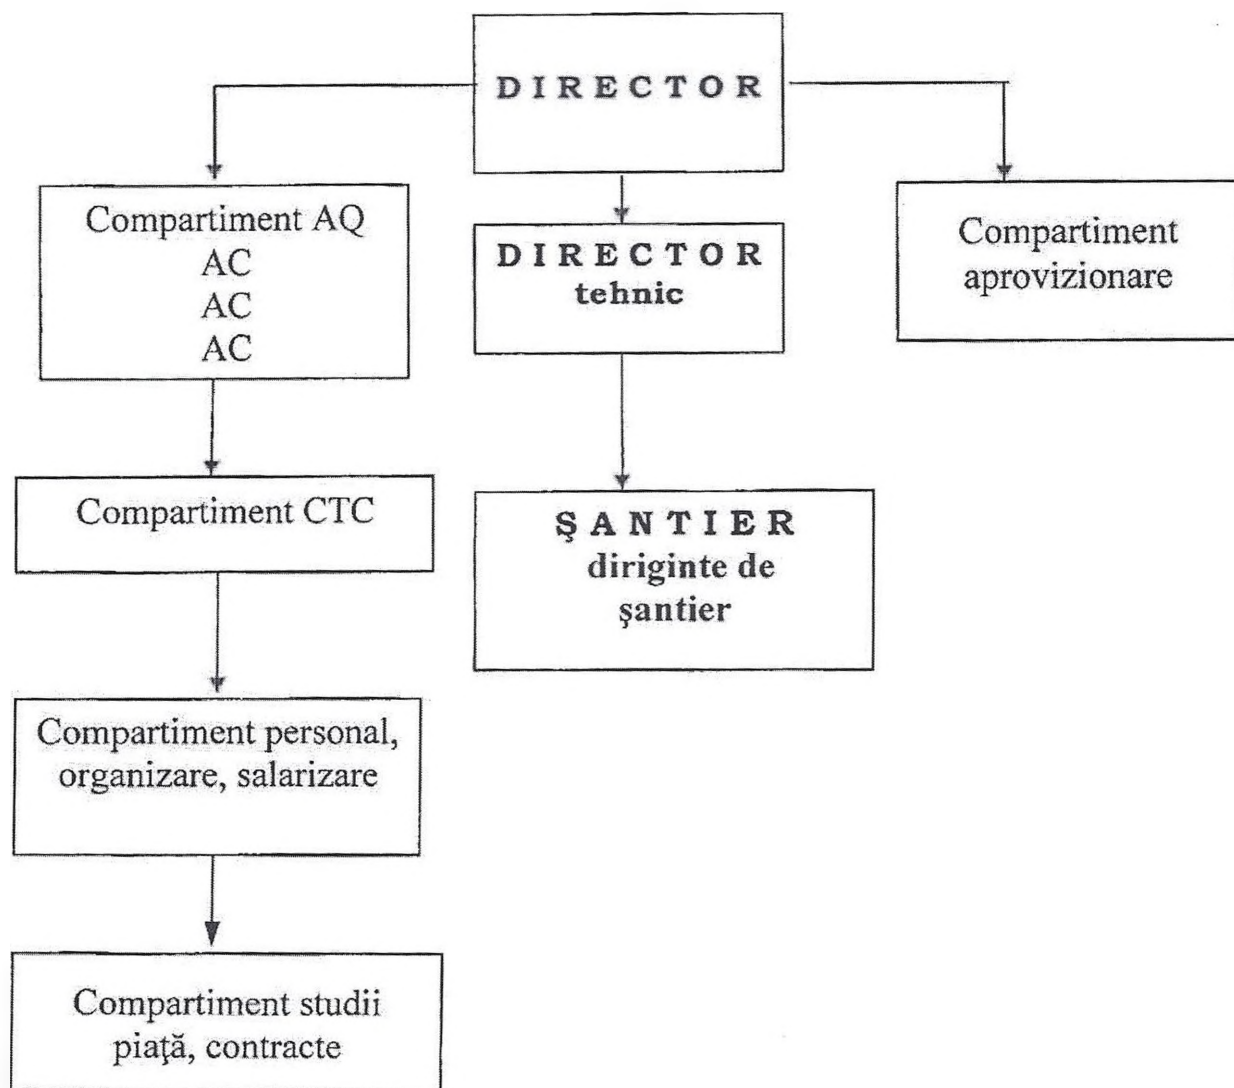 DIRECTOR
Compartiment AQ
AC
AC
AC
DIRECTOR
tehnic
Compartiment
aprovizionare
Compartiment CTC
ŞANTIER
diriginte de
şantier
Compartiment personal,
organizare, salarizare
Compartiment studii
piaţă, contracte